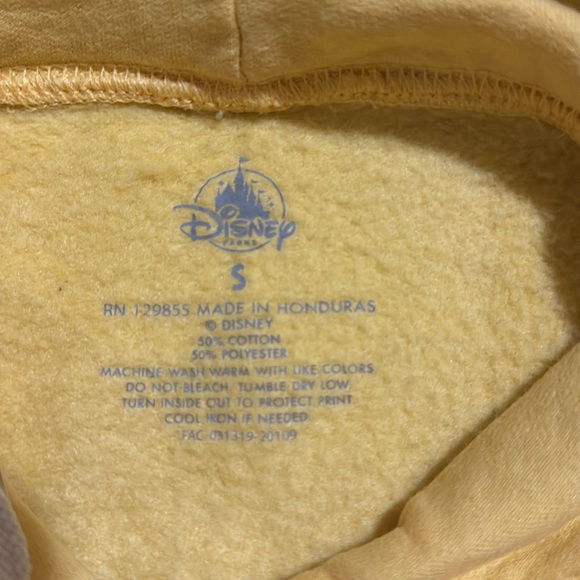 Disney
PARKS
S
RN 129855 MADE IN HONDURAS
© DISNEY
50% COTTON
50% POLYESTER
MACHINE WASH WARM WITH LIKE COLORS.
DO NOT BLEACH. TUMBLE DRY LOW.
TURN INSIDE OUT TO PROTECT PRINT.
COOL IRON IF NEEDED.
FAC-031319-20109